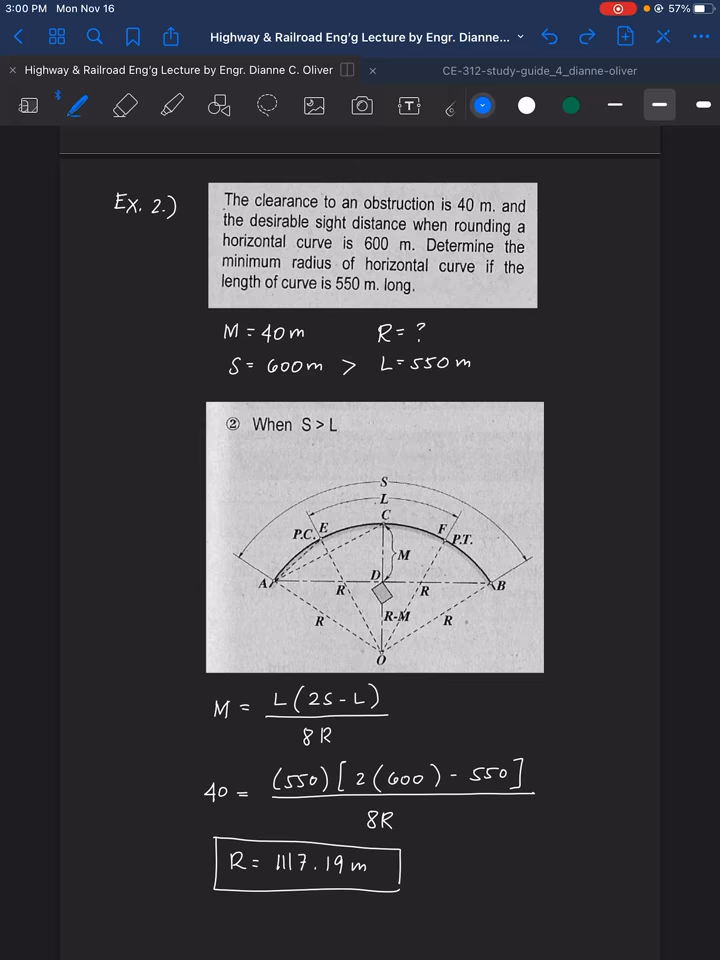 3:00 PM Mon Nov 16
57%
Highway & Railroad Eng'g Lecture by Engr. Dianne...
Highway & Railroad Eng'g Lecture by Engr. Dianne C. Oliver
CE-312-study-guide_4_dianne-oliver
T
Ex. 2.)
The clearance to an obstruction is 40 m. and
the desirable sight distance when rounding a
horizontal curve is 600 m. Determine the
minimum radius of horizontal curve if the
length of curve is 550 m. long.
M = 40m R = ?
S = 600m > L = 550 m
② When S > L
S
L
C
P.C. E F P.T.
M
A D B
R R
R R-M R
O
M = L(2S - L)
8R
40 = (550)[2(600) - 550]
8R
R = 1117.19 m